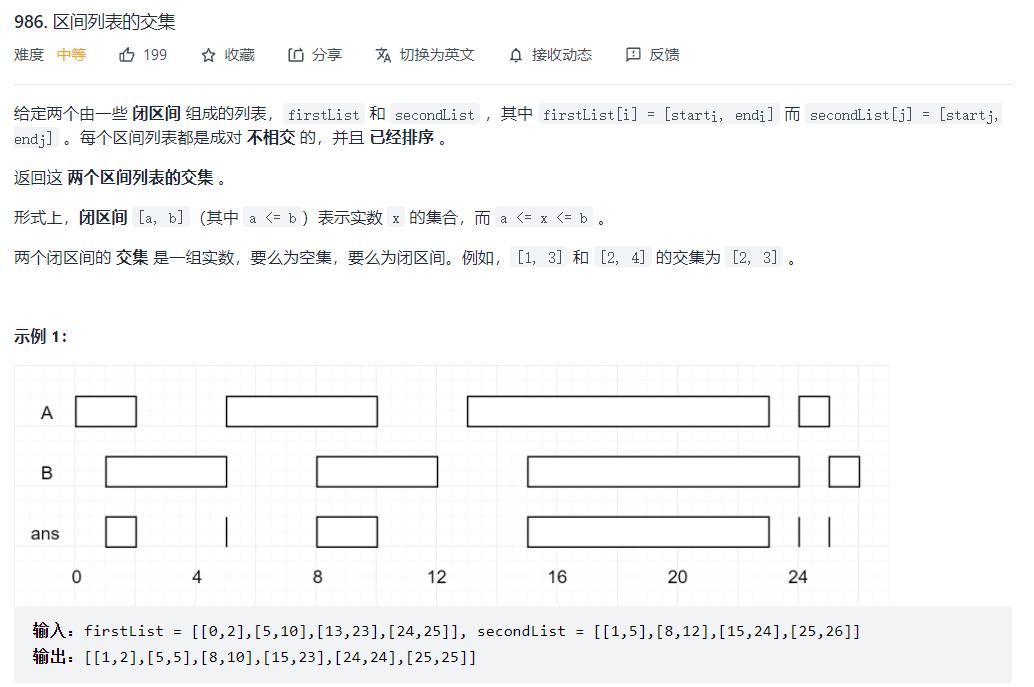 986. 区间列表的交集
难度 中等 199 收藏 分享 切换为英文 接收动态 反馈
给定两个由一些 闭区间 组成的列表， firstList 和 secondList ，其中 firstList[i] = [starti, endi] 而 secondList[j] = [startj,
endj] 。每个区间列表都是成对 不相交 的，并且 已经排序 。
返回这 两个区间列表的交集 。
形式上，闭区间 [a, b] （其中 a <= b ）表示实数 x 的集合，而 a <= x <= b 。
两个闭区间的 交集 是一组实数，要么为空集，要么为闭区间。例如， [1, 3] 和 [2, 4] 的交集为 [2, 3] 。
示例 1：
A
B
ans
0 4 8 12 16 20 24
输入：firstList = [[0,2],[5,10],[13,23],[24,25]], secondList = [[1,5],[8,12],[15,24],[25,26]]
输出：[[1,2],[5,5],[8,10],[15,23],[24,24],[25,25]]